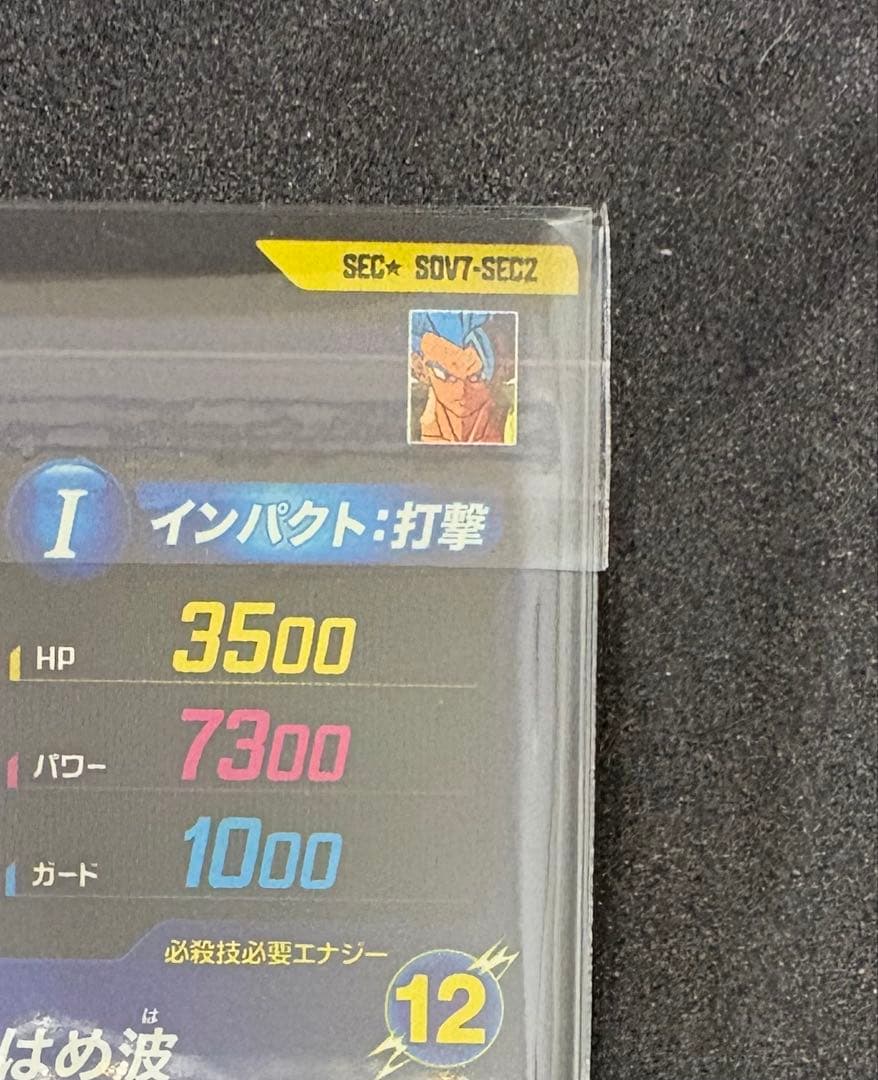 SEC★ SDV7-SEC2
I インパクト:打撃
HP 3500
パワー 7300
ガード 1000
必殺技必要エナジー
12
は
はめ波